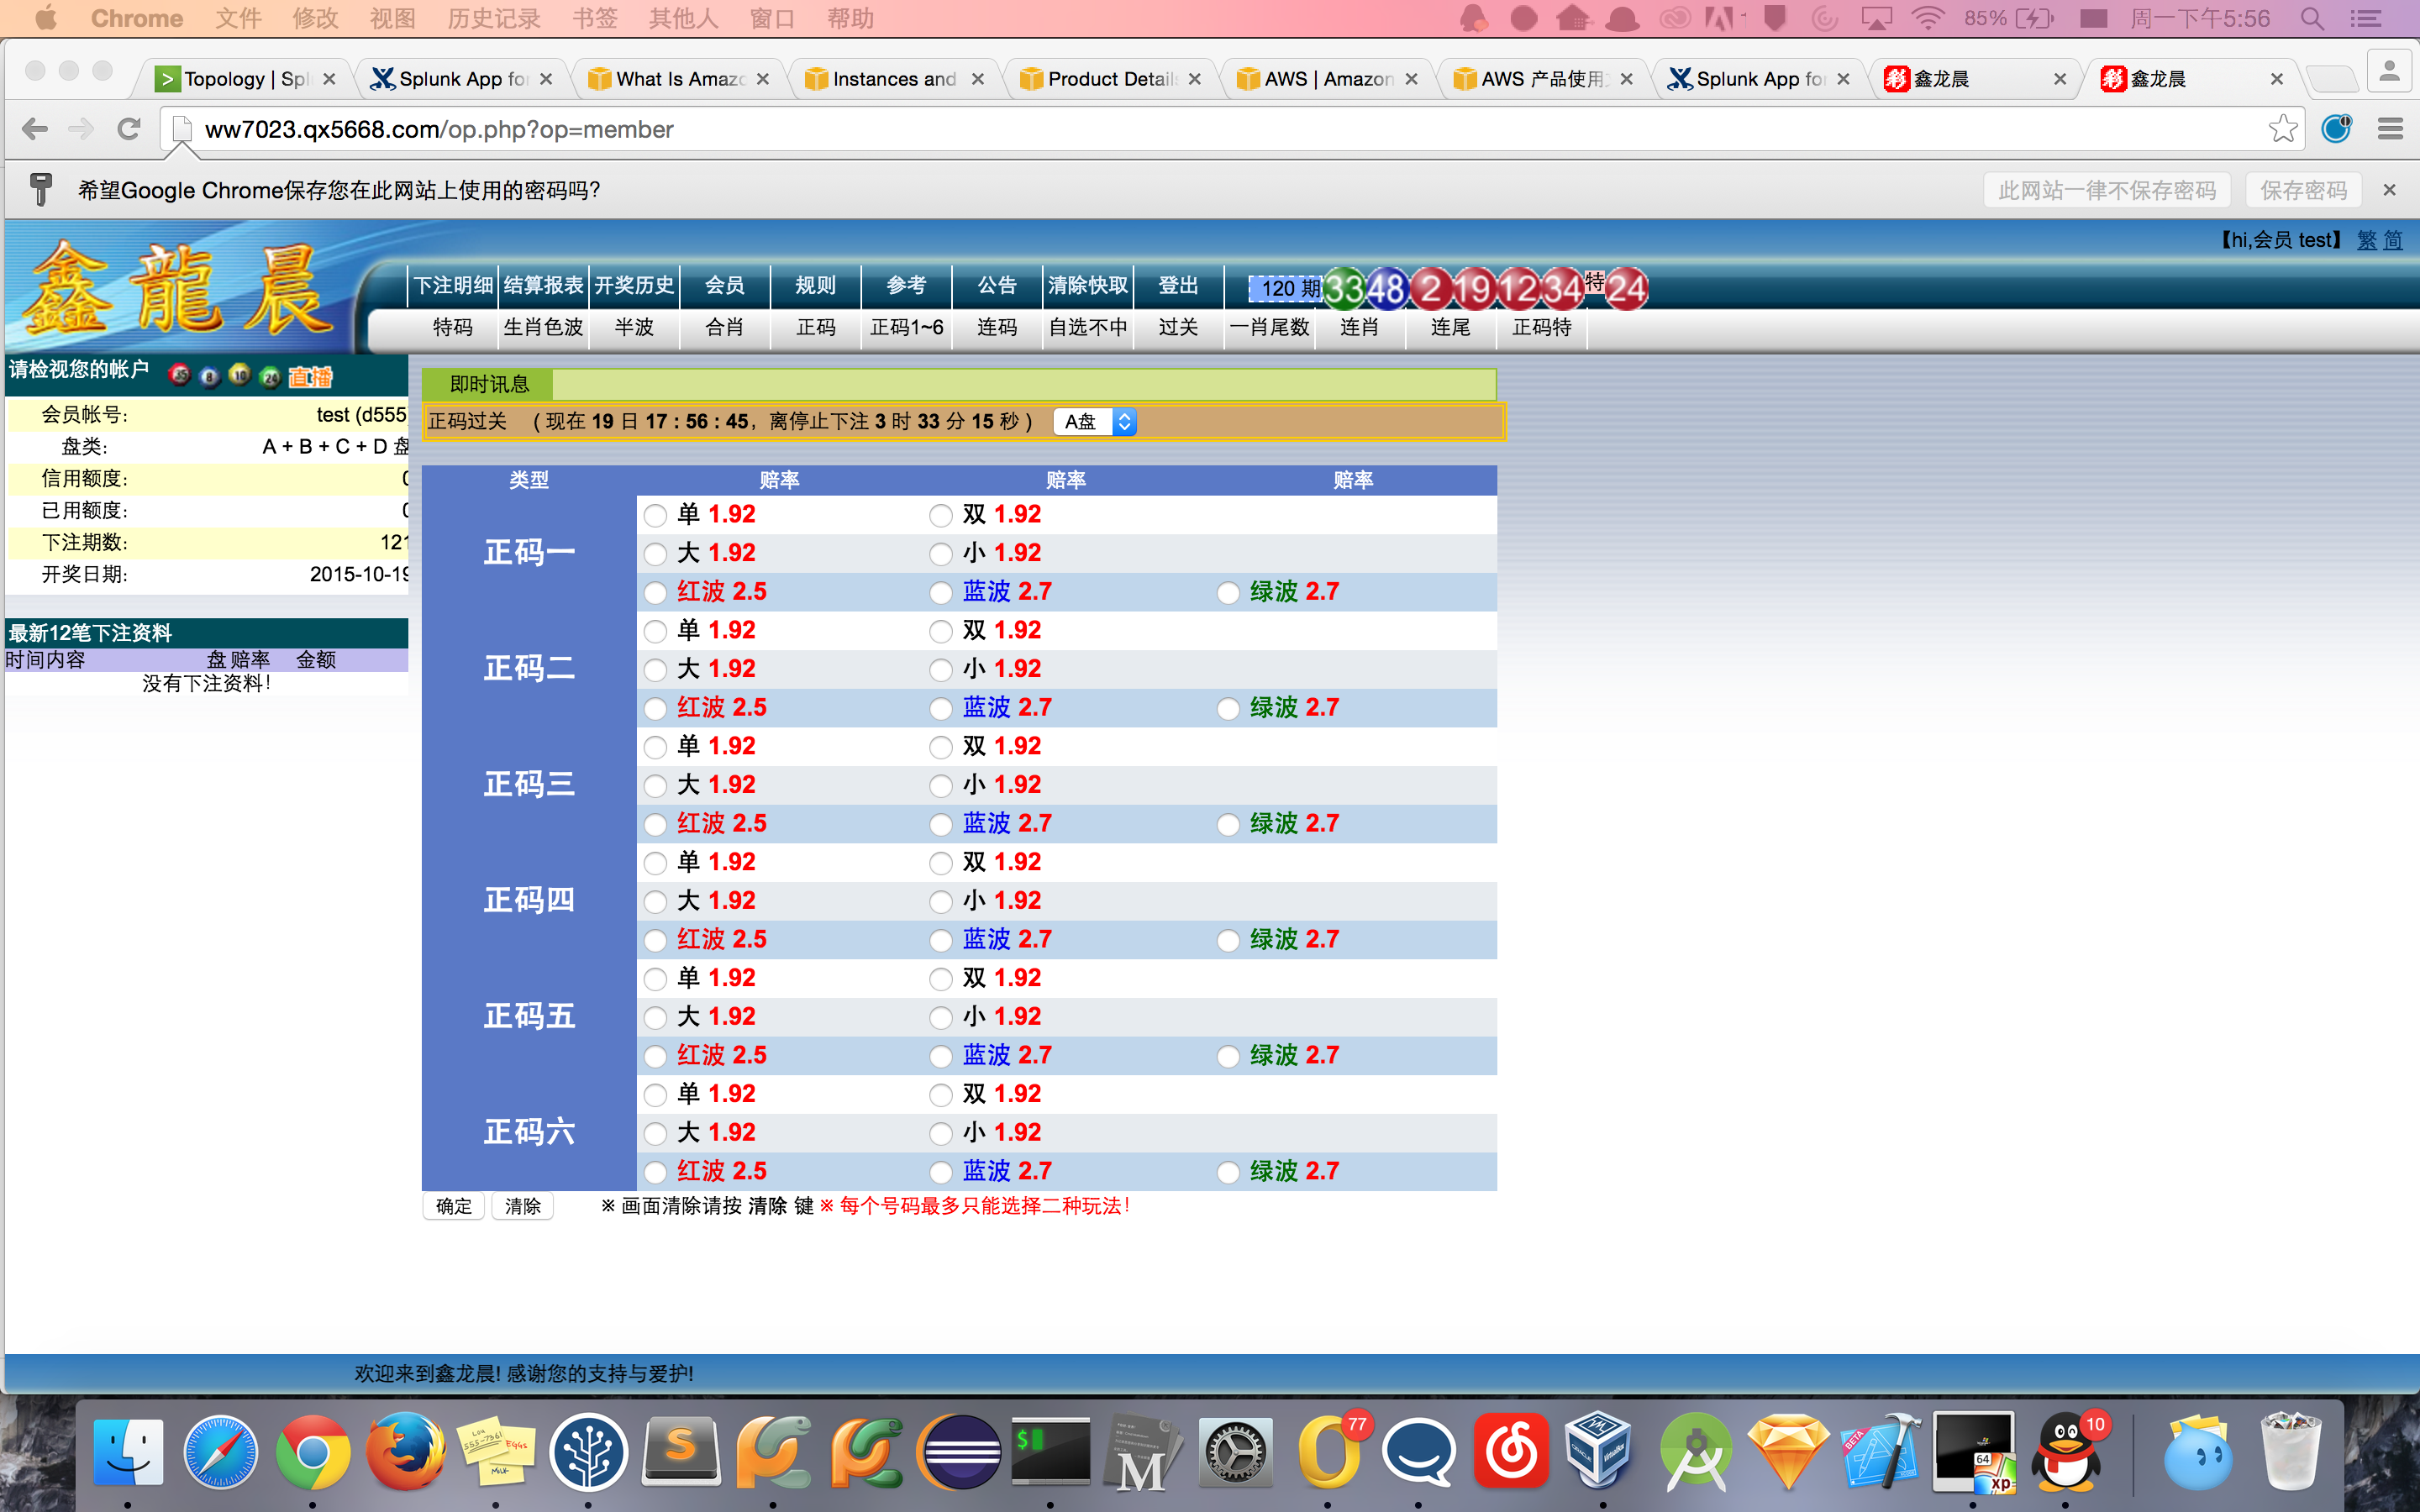 Chrome 文件 修改 视图 历史记录 书签 其他人 窗口 帮助 85% 周一下午5:56
Topology | Spl Splunk App for What Is Amazo Instances and Product Details AWS | Amazon AWS 产品使用 Splunk App for 鑫龙晨 鑫龙晨
ww7023.qx5668.com/op.php?op=member
希望Google Chrome保存您在此网站上使用的密码吗? 此网站一律不保存密码 保存密码
【hi,会员 test】 繁 简
鑫龍晨
下注明细 结算报表 开奖历史 会员 规则 参考 公告 清除快取 登出 120 期 33 48 2 19 12 34 特 24
特码 生肖色波 半波 合肖 正码 正码1~6 连码 自选不中 过关 一肖尾数 连肖 连尾 正码特
请检视您的帐户 35 8 10 24 直播
会员帐号: test (d555
盘类: A + B + C + D 盘
信用额度: 0
已用额度: 0
下注期数: 121
开奖日期: 2015-10-19
最新12笔下注资料
时间内容 盘 赔率 金额
没有下注资料!
即时讯息
正码过关 ( 现在 19 日 17 : 56 : 45, 离停止下注 3 时 33 分 15 秒 ) A盘
类型 赔率 赔率 赔率
正码一
单 1.92 双 1.92
大 1.92 小 1.92
红波 2.5 蓝波 2.7 绿波 2.7
正码二
单 1.92 双 1.92
大 1.92 小 1.92
红波 2.5 蓝波 2.7 绿波 2.7
正码三
单 1.92 双 1.92
大 1.92 小 1.92
红波 2.5 蓝波 2.7 绿波 2.7
正码四
单 1.92 双 1.92
大 1.92 小 1.92
红波 2.5 蓝波 2.7 绿波 2.7
正码五
单 1.92 双 1.92
大 1.92 小 1.92
红波 2.5 蓝波 2.7 绿波 2.7
正码六
单 1.92 双 1.92
大 1.92 小 1.92
红波 2.5 蓝波 2.7 绿波 2.7
确定 清除 ※ 画面清除请按 清除 键 ※ 每个号码最多只能选择二种玩法!
欢迎来到鑫龙晨! 感谢您的支持与爱护!
77 10
EGGS
MILK
BETA
64
xp